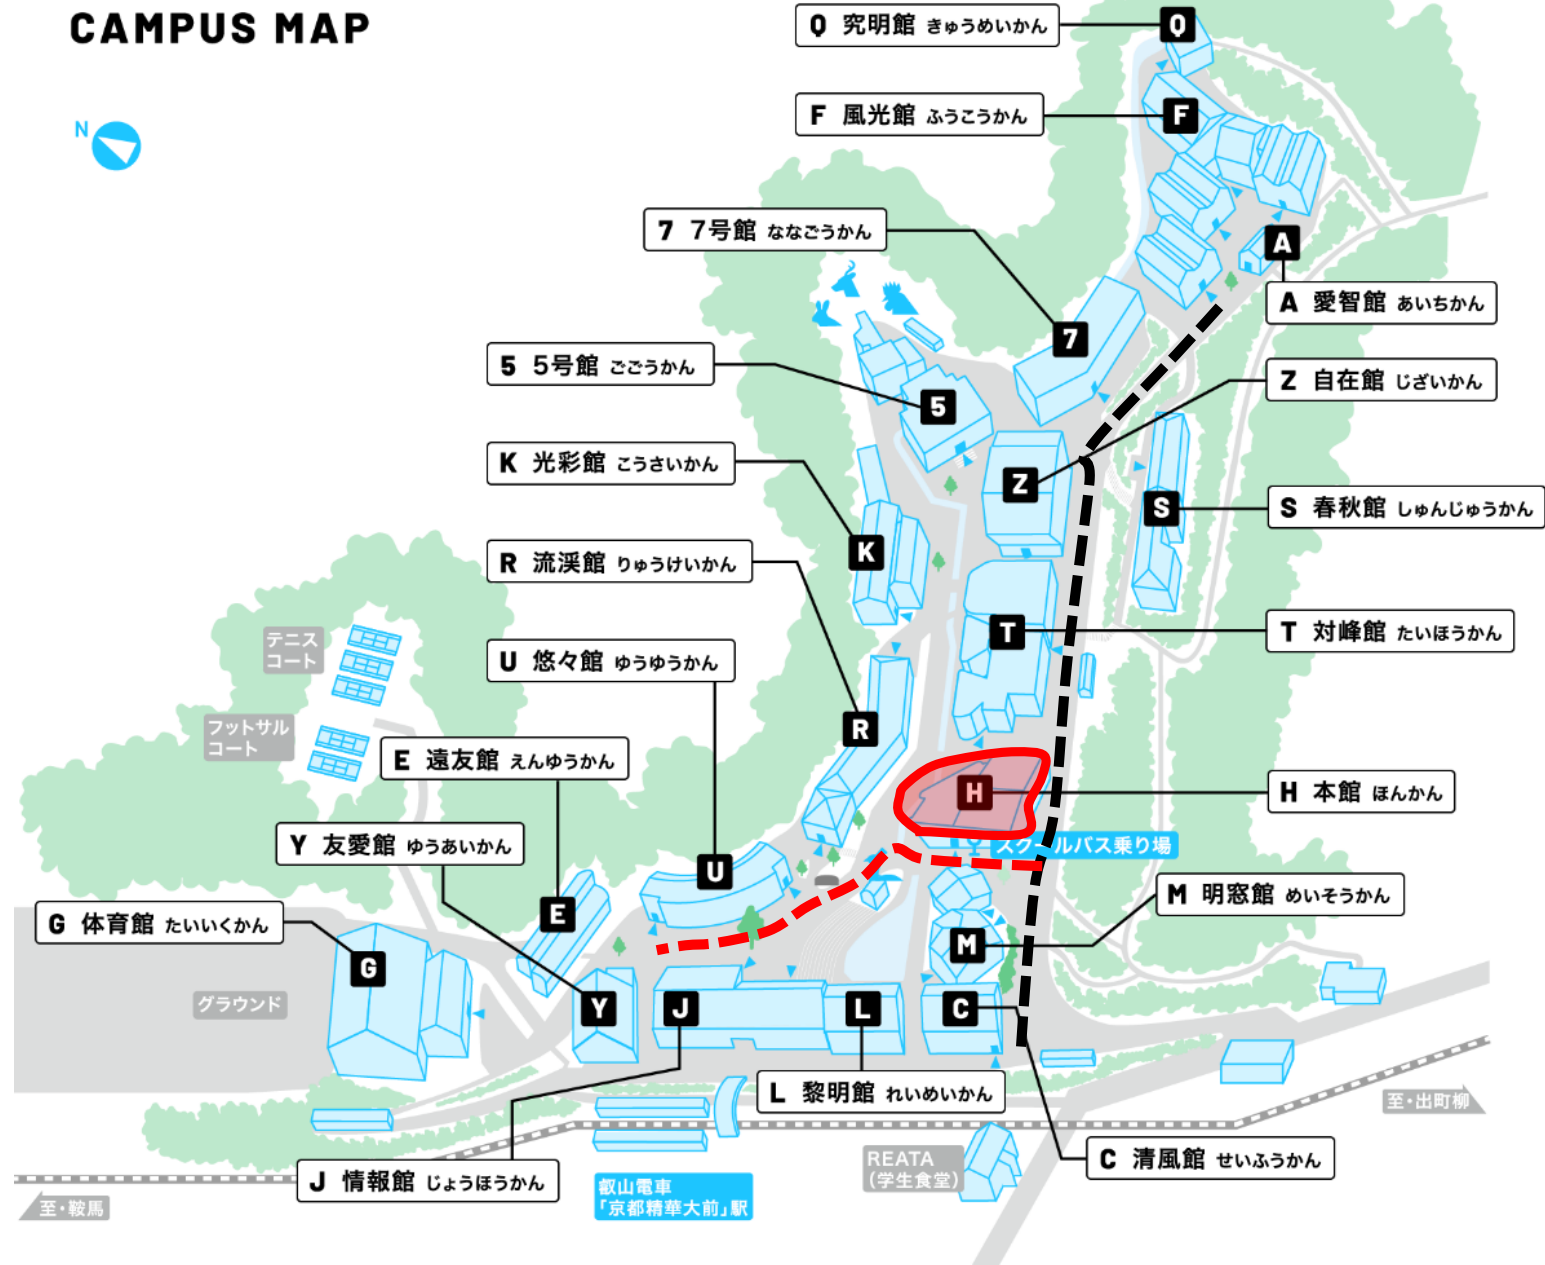 CAMPUS MAP
N
Q 究明館 きゅうめいかん
Q
F 風光館 ふうこうかん
F
7 7号館 ななごうかん
A
A 愛智館 あいちかん
7
5 5号館 ごごうかん
Z 自在館 じざいかん
5
K 光彩館 こうさいかん
Z
S
S 春秋館 しゅんじゅうかん
K
R 流渓館 りゅうけいかん
テニス
コート
U 悠々館 ゆうゆうかん
T
T 対峰館 たいほうかん
フットサル
コート
R
E 遠友館 えんゆうかん
H
H 本館 ほんかん
Y 友愛館 ゆうあいかん
スクールバス乗り場
U
M 明窓館 めいそうかん
G 体育館 たいいくかん
E
M
G
グラウンド
Y
J
L
C
L 黎明館 れいめいかん
至・出町柳
J 情報館 じょうほうかん
REATA
(学生食堂)
C 清風館 せいふうかん
至・鞍馬
叡山電車
「京都精華大前」駅